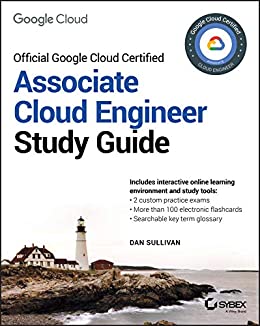 Google Cloud
Google Cloud Certified
ASSOCIATE
CLOUD ENGINEER
Official Google Cloud Certified
Associate
Cloud Engineer
Study Guide
Includes interactive online learning
environment and study tools:
• 2 custom practice exams
• More than 100 electronic flashcards
• Searchable key term glossary
DAN SULLIVAN
SYBEX
A Wiley Brand